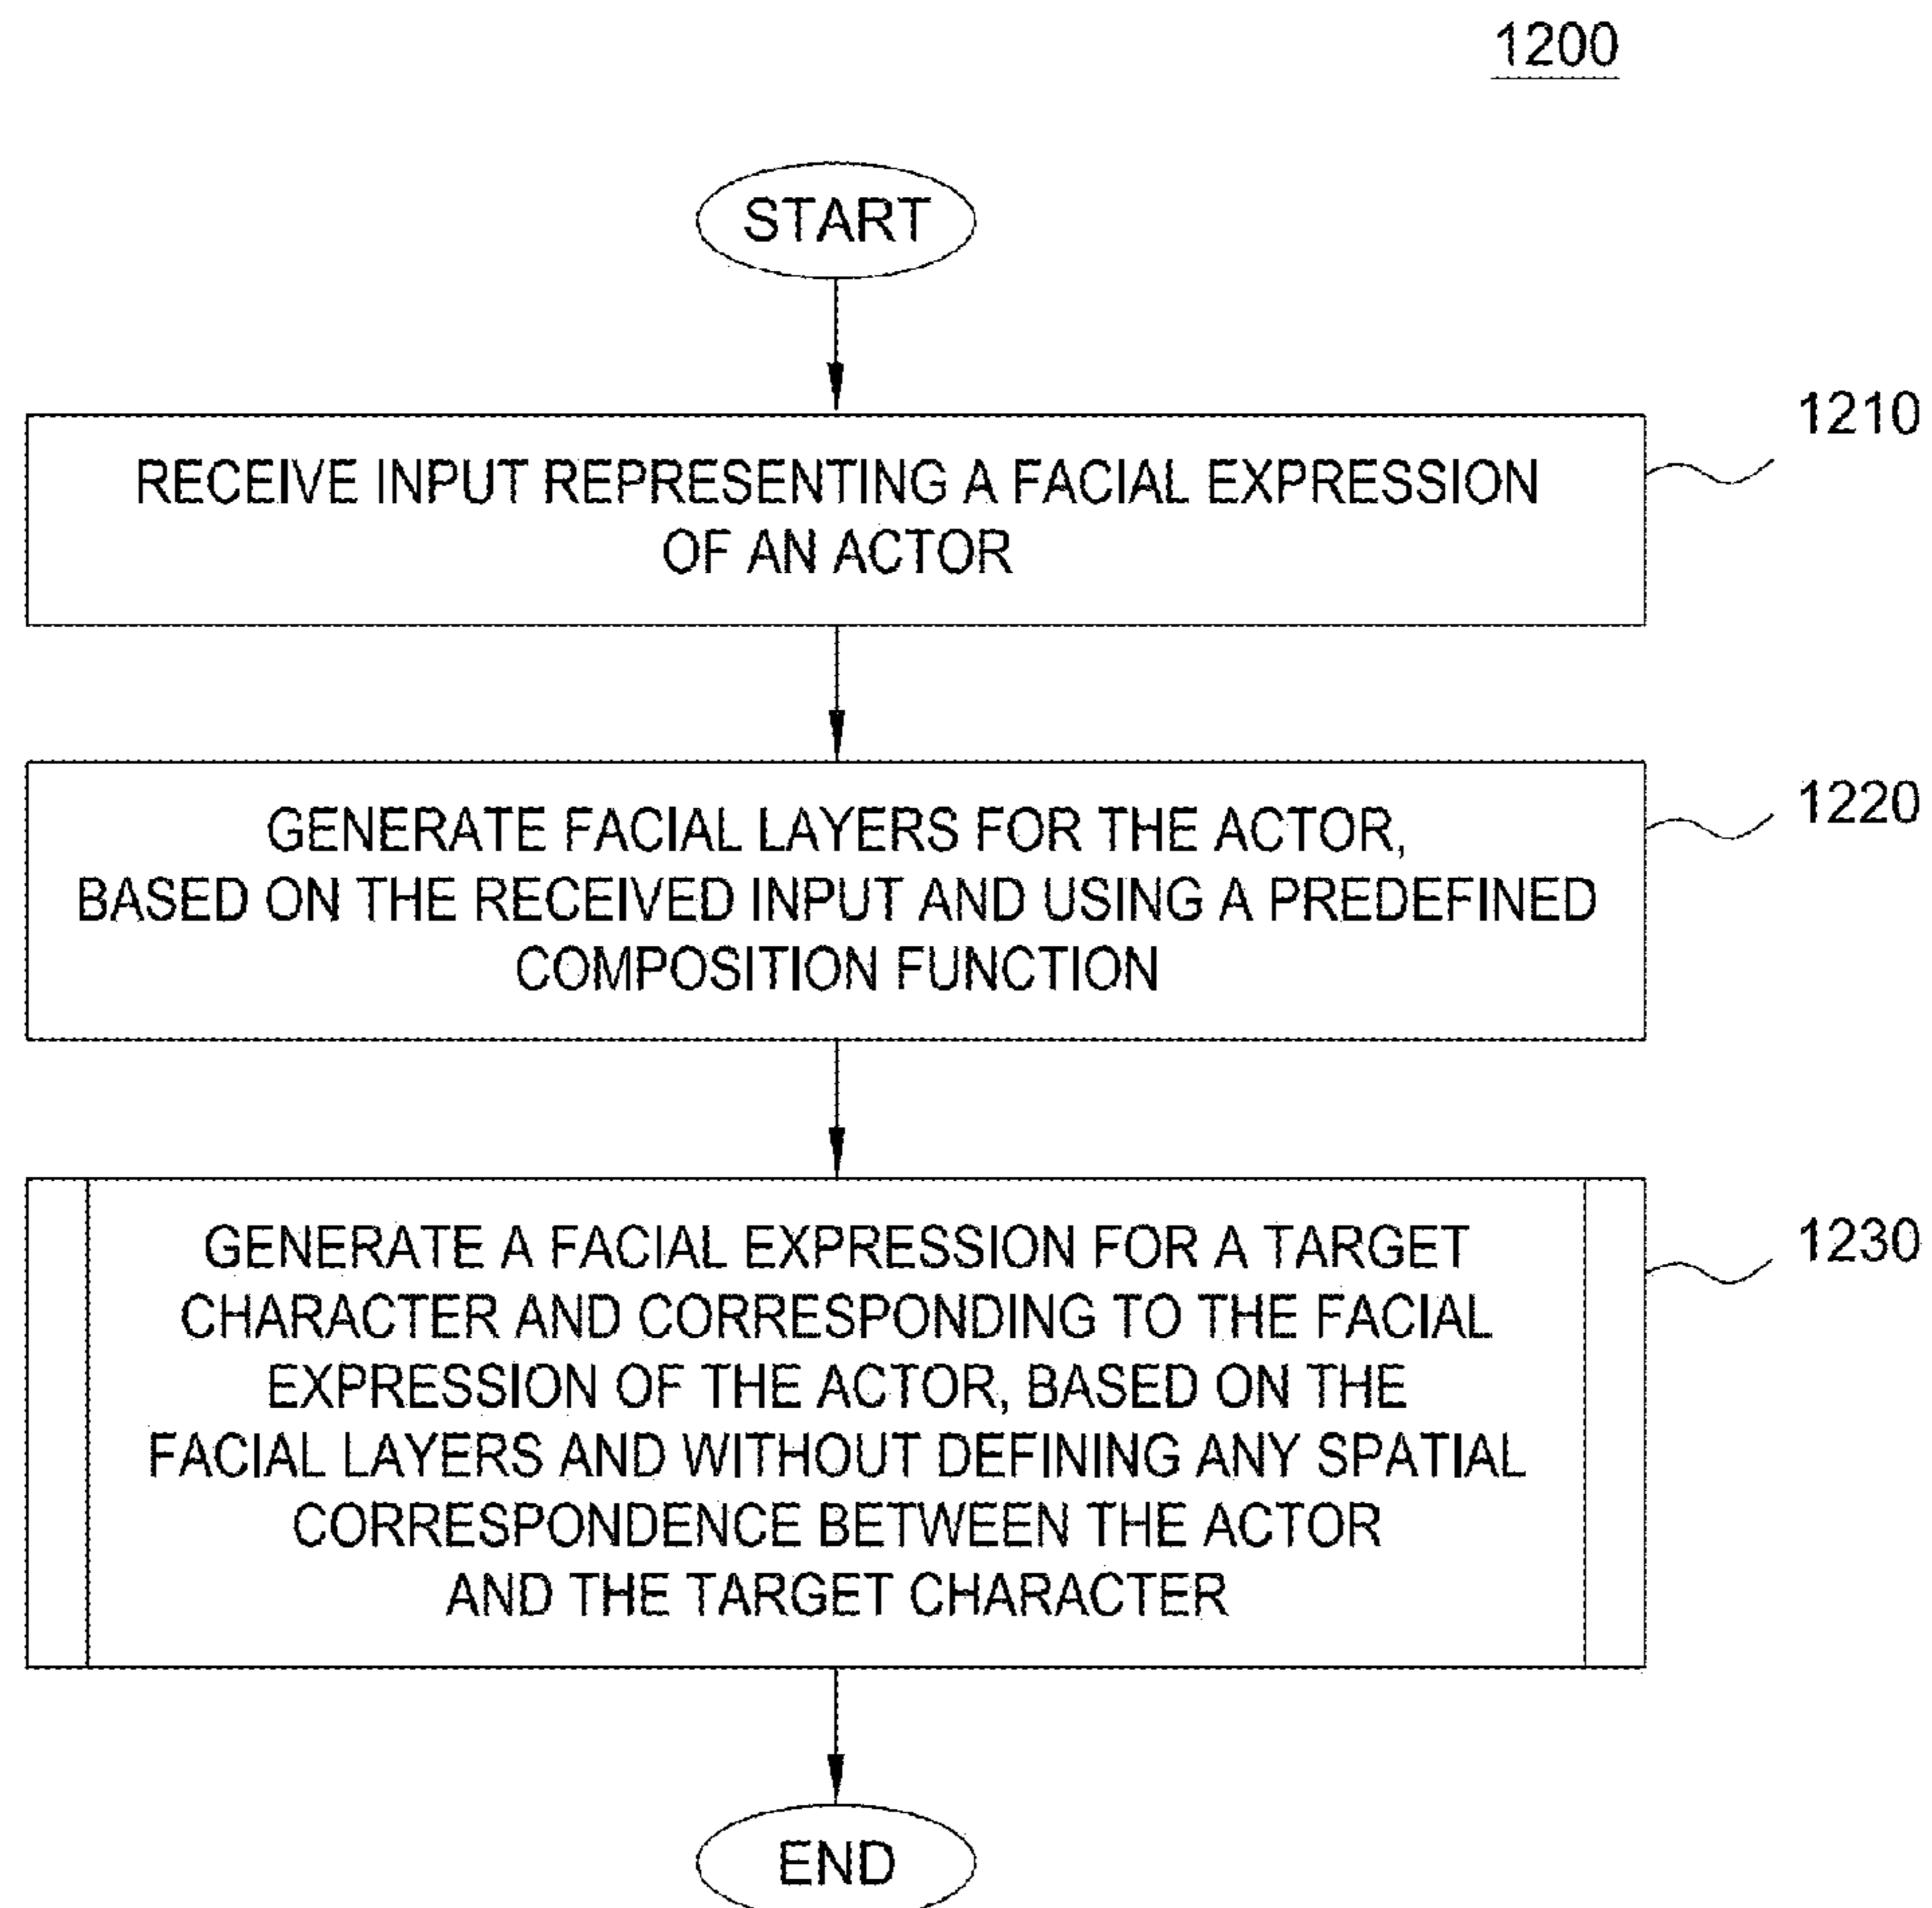 1200
START
1210
RECEIVE INPUT REPRESENTING A FACIAL EXPRESSION
OF AN ACTOR
1220
GENERATE FACIAL LAYERS FOR THE ACTOR,
BASED ON THE RECEIVED INPUT AND USING A PREDEFINED
COMPOSITION FUNCTION
1230
GENERATE A FACIAL EXPRESSION FOR A TARGET
CHARACTER AND CORRESPONDING TO THE FACIAL
EXPRESSION OF THE ACTOR, BASED ON THE
FACIAL LAYERS AND WITHOUT DEFINING ANY SPATIAL
CORRESPONDENCE BETWEEN THE ACTOR
AND THE TARGET CHARACTER
END